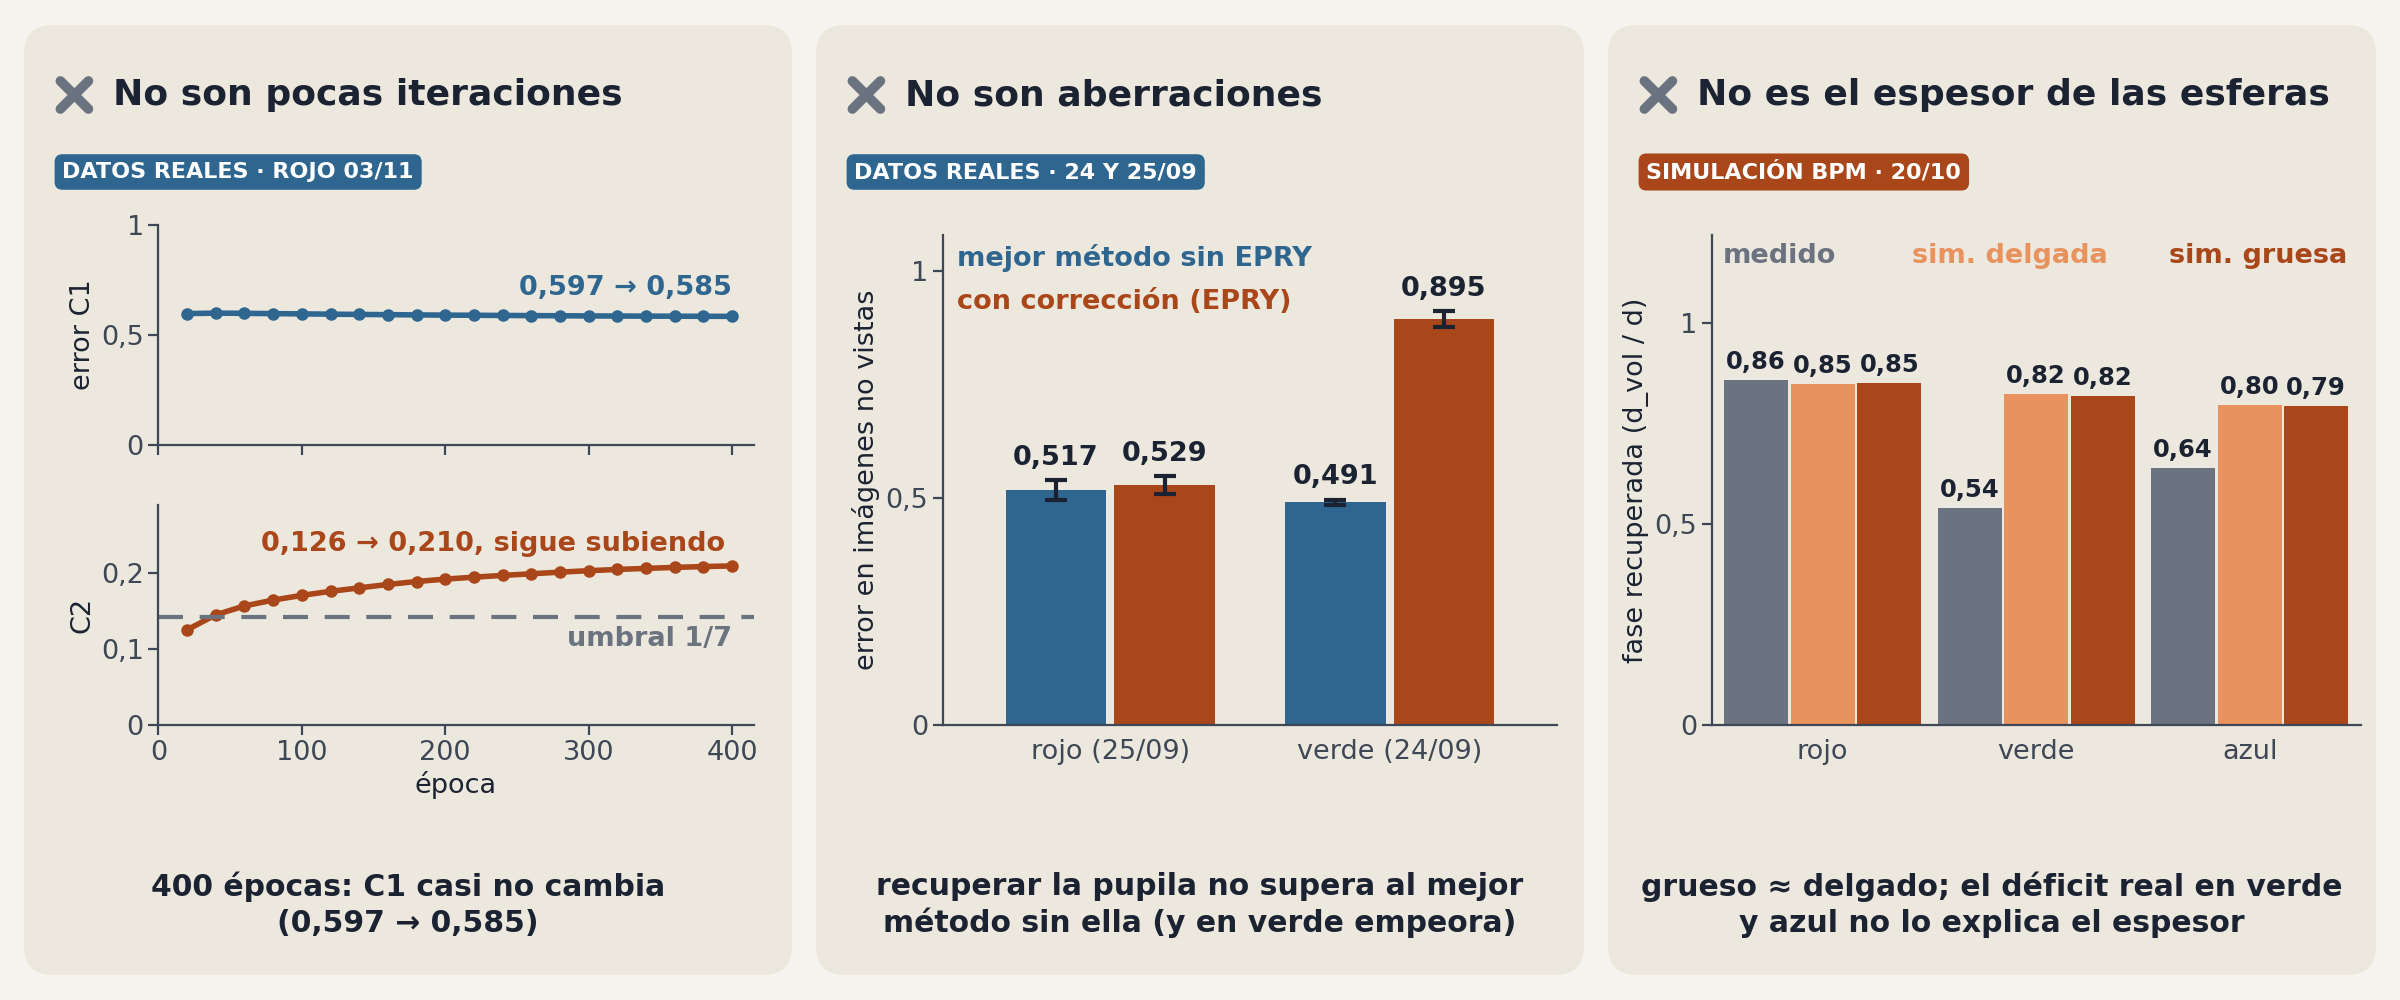 No son pocas iteraciones
DATOS REALES · ROJO 03/11
1
0,597 → 0,585
error C1
0,5
0
0,126 → 0,210, sigue subiendo
0,2
C2
umbral 1/7
0,1
0
0 100 200 300 400
época
400 épocas: C1 casi no cambia
(0,597 → 0,585)
No son aberraciones
DATOS REALES · 24 Y 25/09
mejor método sin EPRY
con corrección (EPRY)
1
0,895
error en imágenes no vistas
0,517 0,529 0,491
0,5
0
rojo (25/09) verde (24/09)
recuperar la pupila no supera al mejor
método sin ella (y en verde empeora)
No es el espesor de las esferas
SIMULACIÓN BPM · 20/10
medido sim. delgada sim. gruesa
fase recuperada (d_vol / d)
1
0,86 0,85 0,85 0,82 0,82 0,80 0,79
0,64
0,54
0,5
0
rojo verde azul
grueso ≈ delgado; el déficit real en verde
y azul no lo explica el espesor